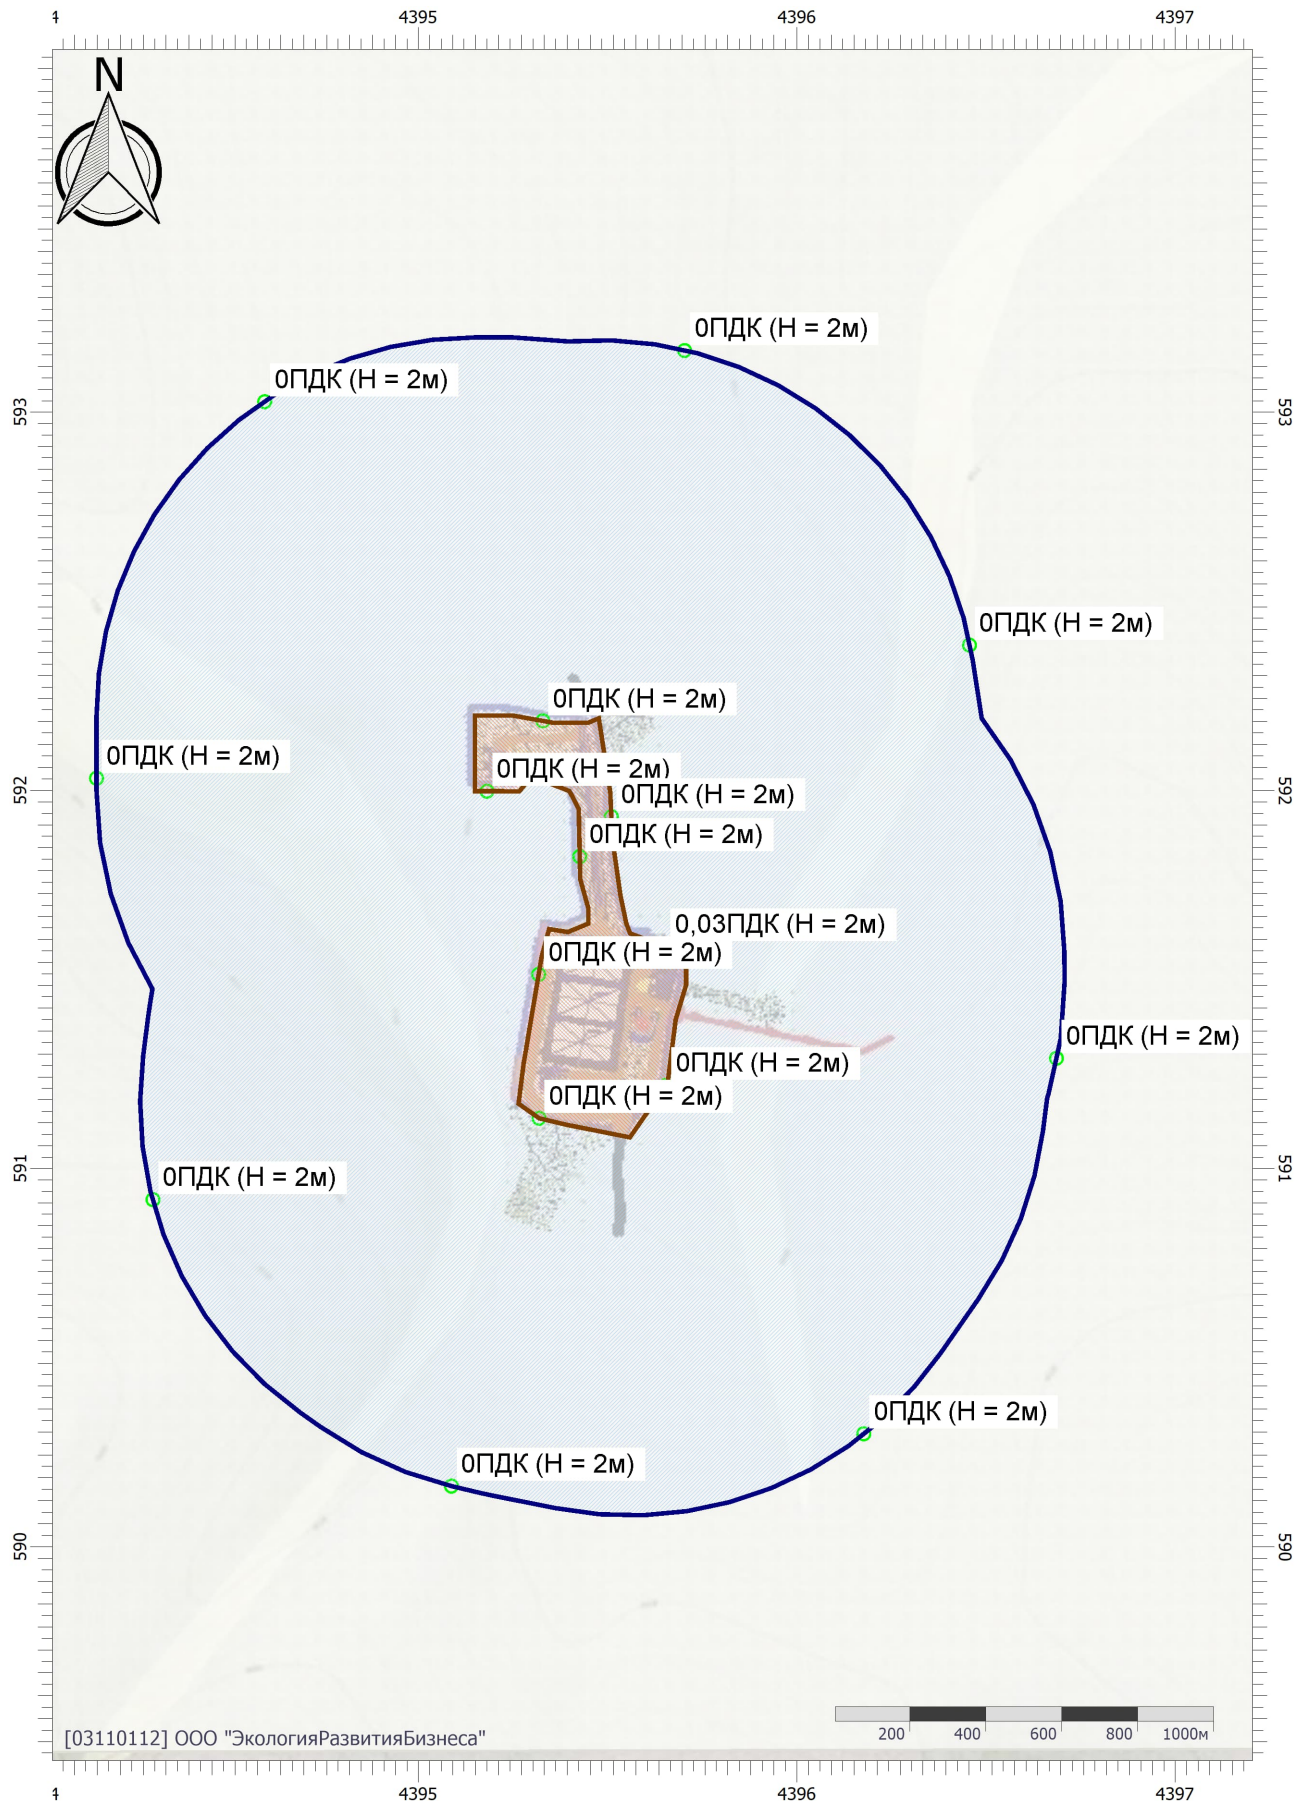 4
4395
4396
4397
N
0ПДК (H = 2м)
0ПДК (H = 2м)
593
593
0ПДК (H = 2м)
0ПДК (H = 2м)
0ПДК (H = 2м)
0ПДК (H = 2м)
592
592
0ПДК (H = 2м)
0ПДК (H = 2м)
0,03ПДК (H = 2м)
0ПДК (H = 2м)
0ПДК (H = 2м)
0ПДК (H = 2м)
0ПДК (H = 2м)
591
591
0ПДК (H = 2м)
0ПДК (H = 2м)
0ПДК (H = 2м)
590
590
200 400 600 800 1000м
[03110112] ООО "ЭкологияРазвитияБизнеса"
4
4395
4396
4397